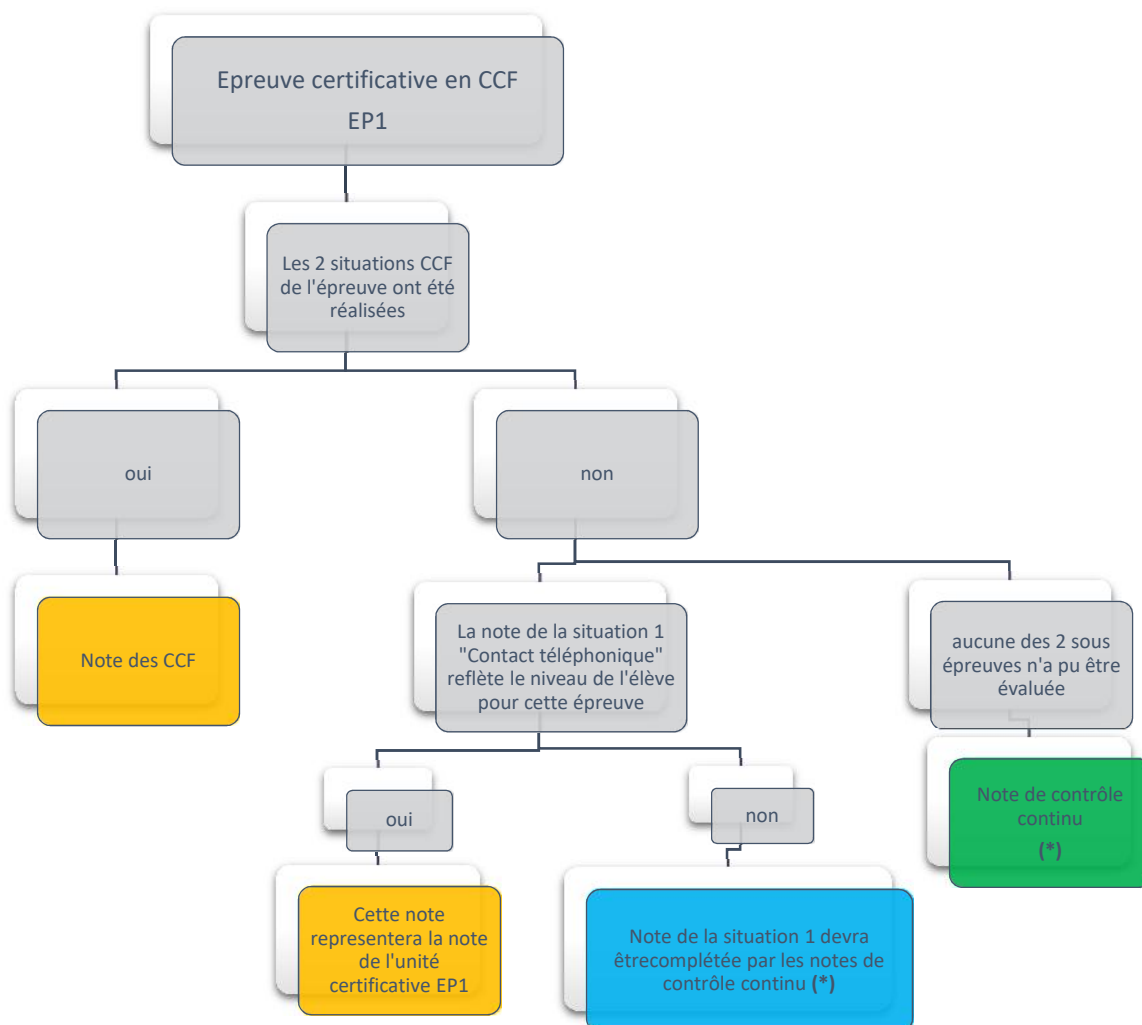 Epreuve certificative en CCF
EP1
Les 2 situations CCF
de l'épreuve ont été
réalisées
oui
non
Note des CCF
La note de la situation 1
"Contact téléphonique"
reflète le niveau de l'élève
pour cette épreuve
aucune des 2 sous
épreuves n'a pu être
évaluée
oui
non
Note de contrôle
continu
(*)
Cette note
representera la note
de l'unité
certificative EP1
Note de la situation 1 devra
êtrecomplétée par les notes de
contrôle continu (*)